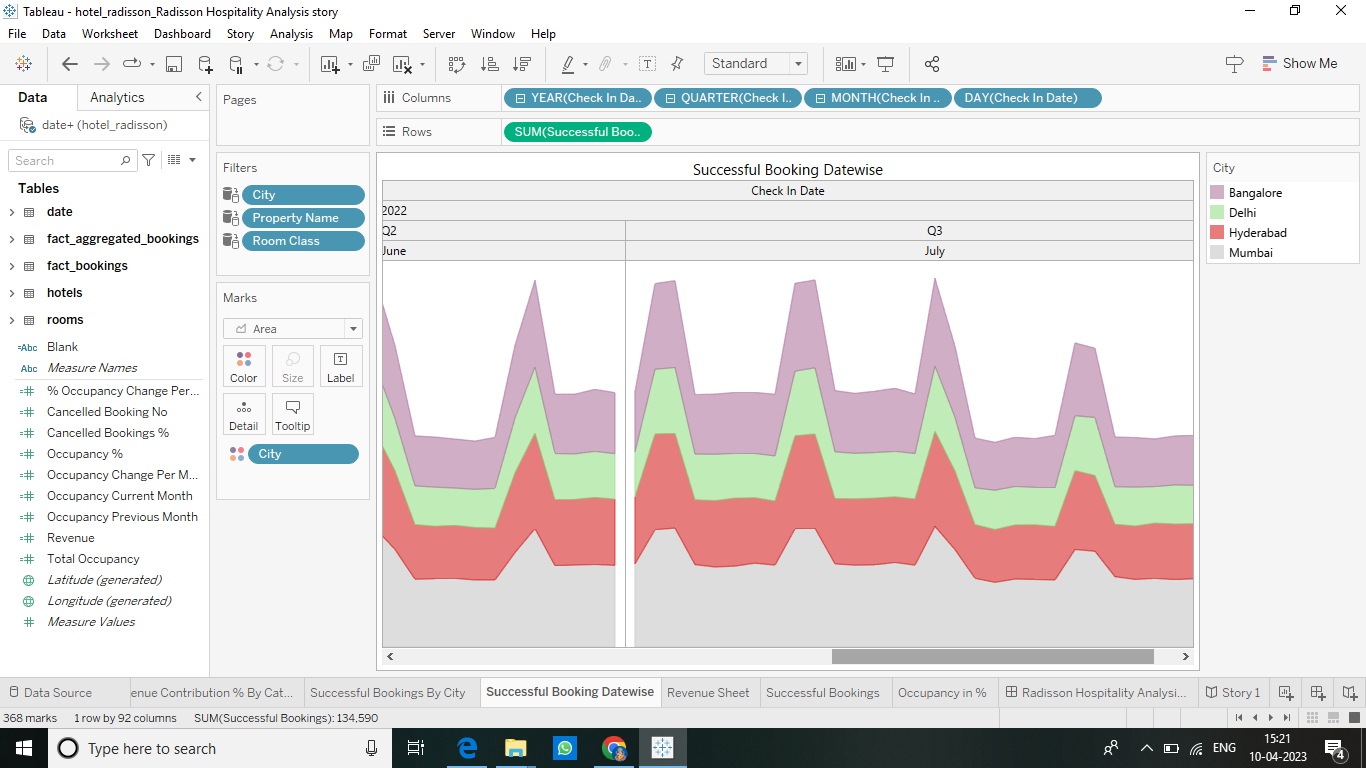 Tableau - hotel_radisson_Radisson Hospitality Analysis story
File Data Worksheet Dashboard Story Analysis Map Format Server Window Help
Standard
Show Me
Data Analytics
date+ (hotel_radisson)
Search
Tables
date
fact_aggregated_bookings
fact_bookings
hotels
rooms
=Abc Blank
Abc Measure Names
% Occupancy Change Per...
Cancelled Booking No
Cancelled Bookings %
Occupancy %
Occupancy Change Per M...
Occupancy Current Month
Occupancy Previous Month
Revenue
Total Occupancy
Latitude (generated)
Longitude (generated)
Measure Values
Pages
Filters
City
Property Name
Room Class
Marks
Area
Color Size Label
Detail Tooltip
City
Columns YEAR(Check In Da.. QUARTER(Check I.. MONTH(Check In .. DAY(Check In Date)
Rows SUM(Successful Boo..
Successful Booking Datewise
Check In Date
2022
Q2 Q3
June July
City
Bangalore
Delhi
Hyderabad
Mumbai
Data Source enue Contribution % By Cat... Successful Bookings By City Successful Booking Datewise Revenue Sheet Successful Bookings Occupancy in % Radisson Hospitality Analysi... Story 1
368 marks 1 row by 92 columns SUM(Successful Bookings): 134.590
Type here to search
ENG
15:21
10-04-2023
4